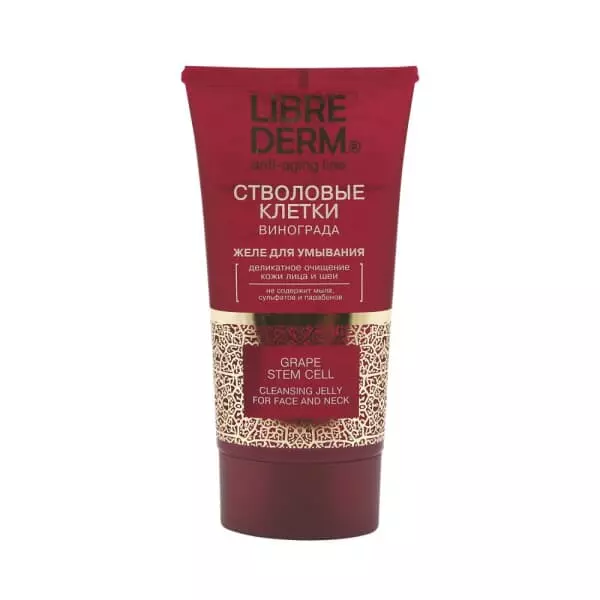 LIBRE
DERM®
anti-aging line
СТВОЛОВЫЕ
КЛЕТКИ
ВИНОГРАДА
ЖЕЛЕ ДЛЯ УМЫВАНИЯ
деликатное очищение
кожи лица и шеи
не содержит мыла,
сульфатов и парабенов
GRAPE
STEM CELL
CLEANSING JELLY
FOR FACE AND NECK